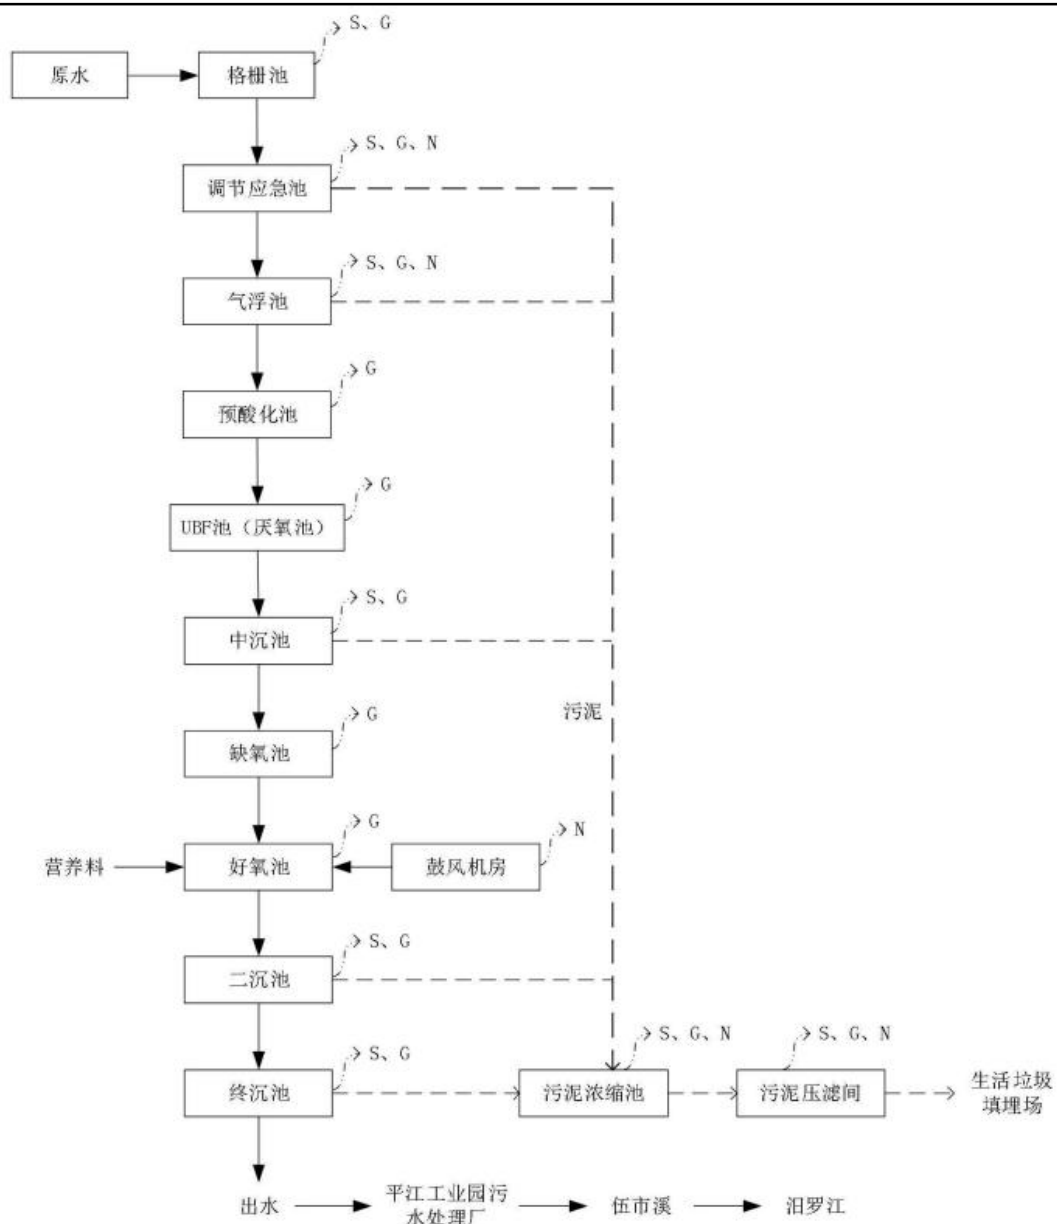 S、G
原水
格栅池
S、G、N
调节应急池
S、G、N
气浮池
G
预酸化池
G
UBF池（厌氧池）
S、G
中沉池
污泥
G
缺氧池
G
N
营养料
好氧池
鼓风机房
S、G
二沉池
S、G、N
S、G、N
S、G
终沉池
污泥浓缩池
污泥压滤间
生活垃圾
填埋场
出水
平江工业园污
水处理厂
伍市溪
汨罗江